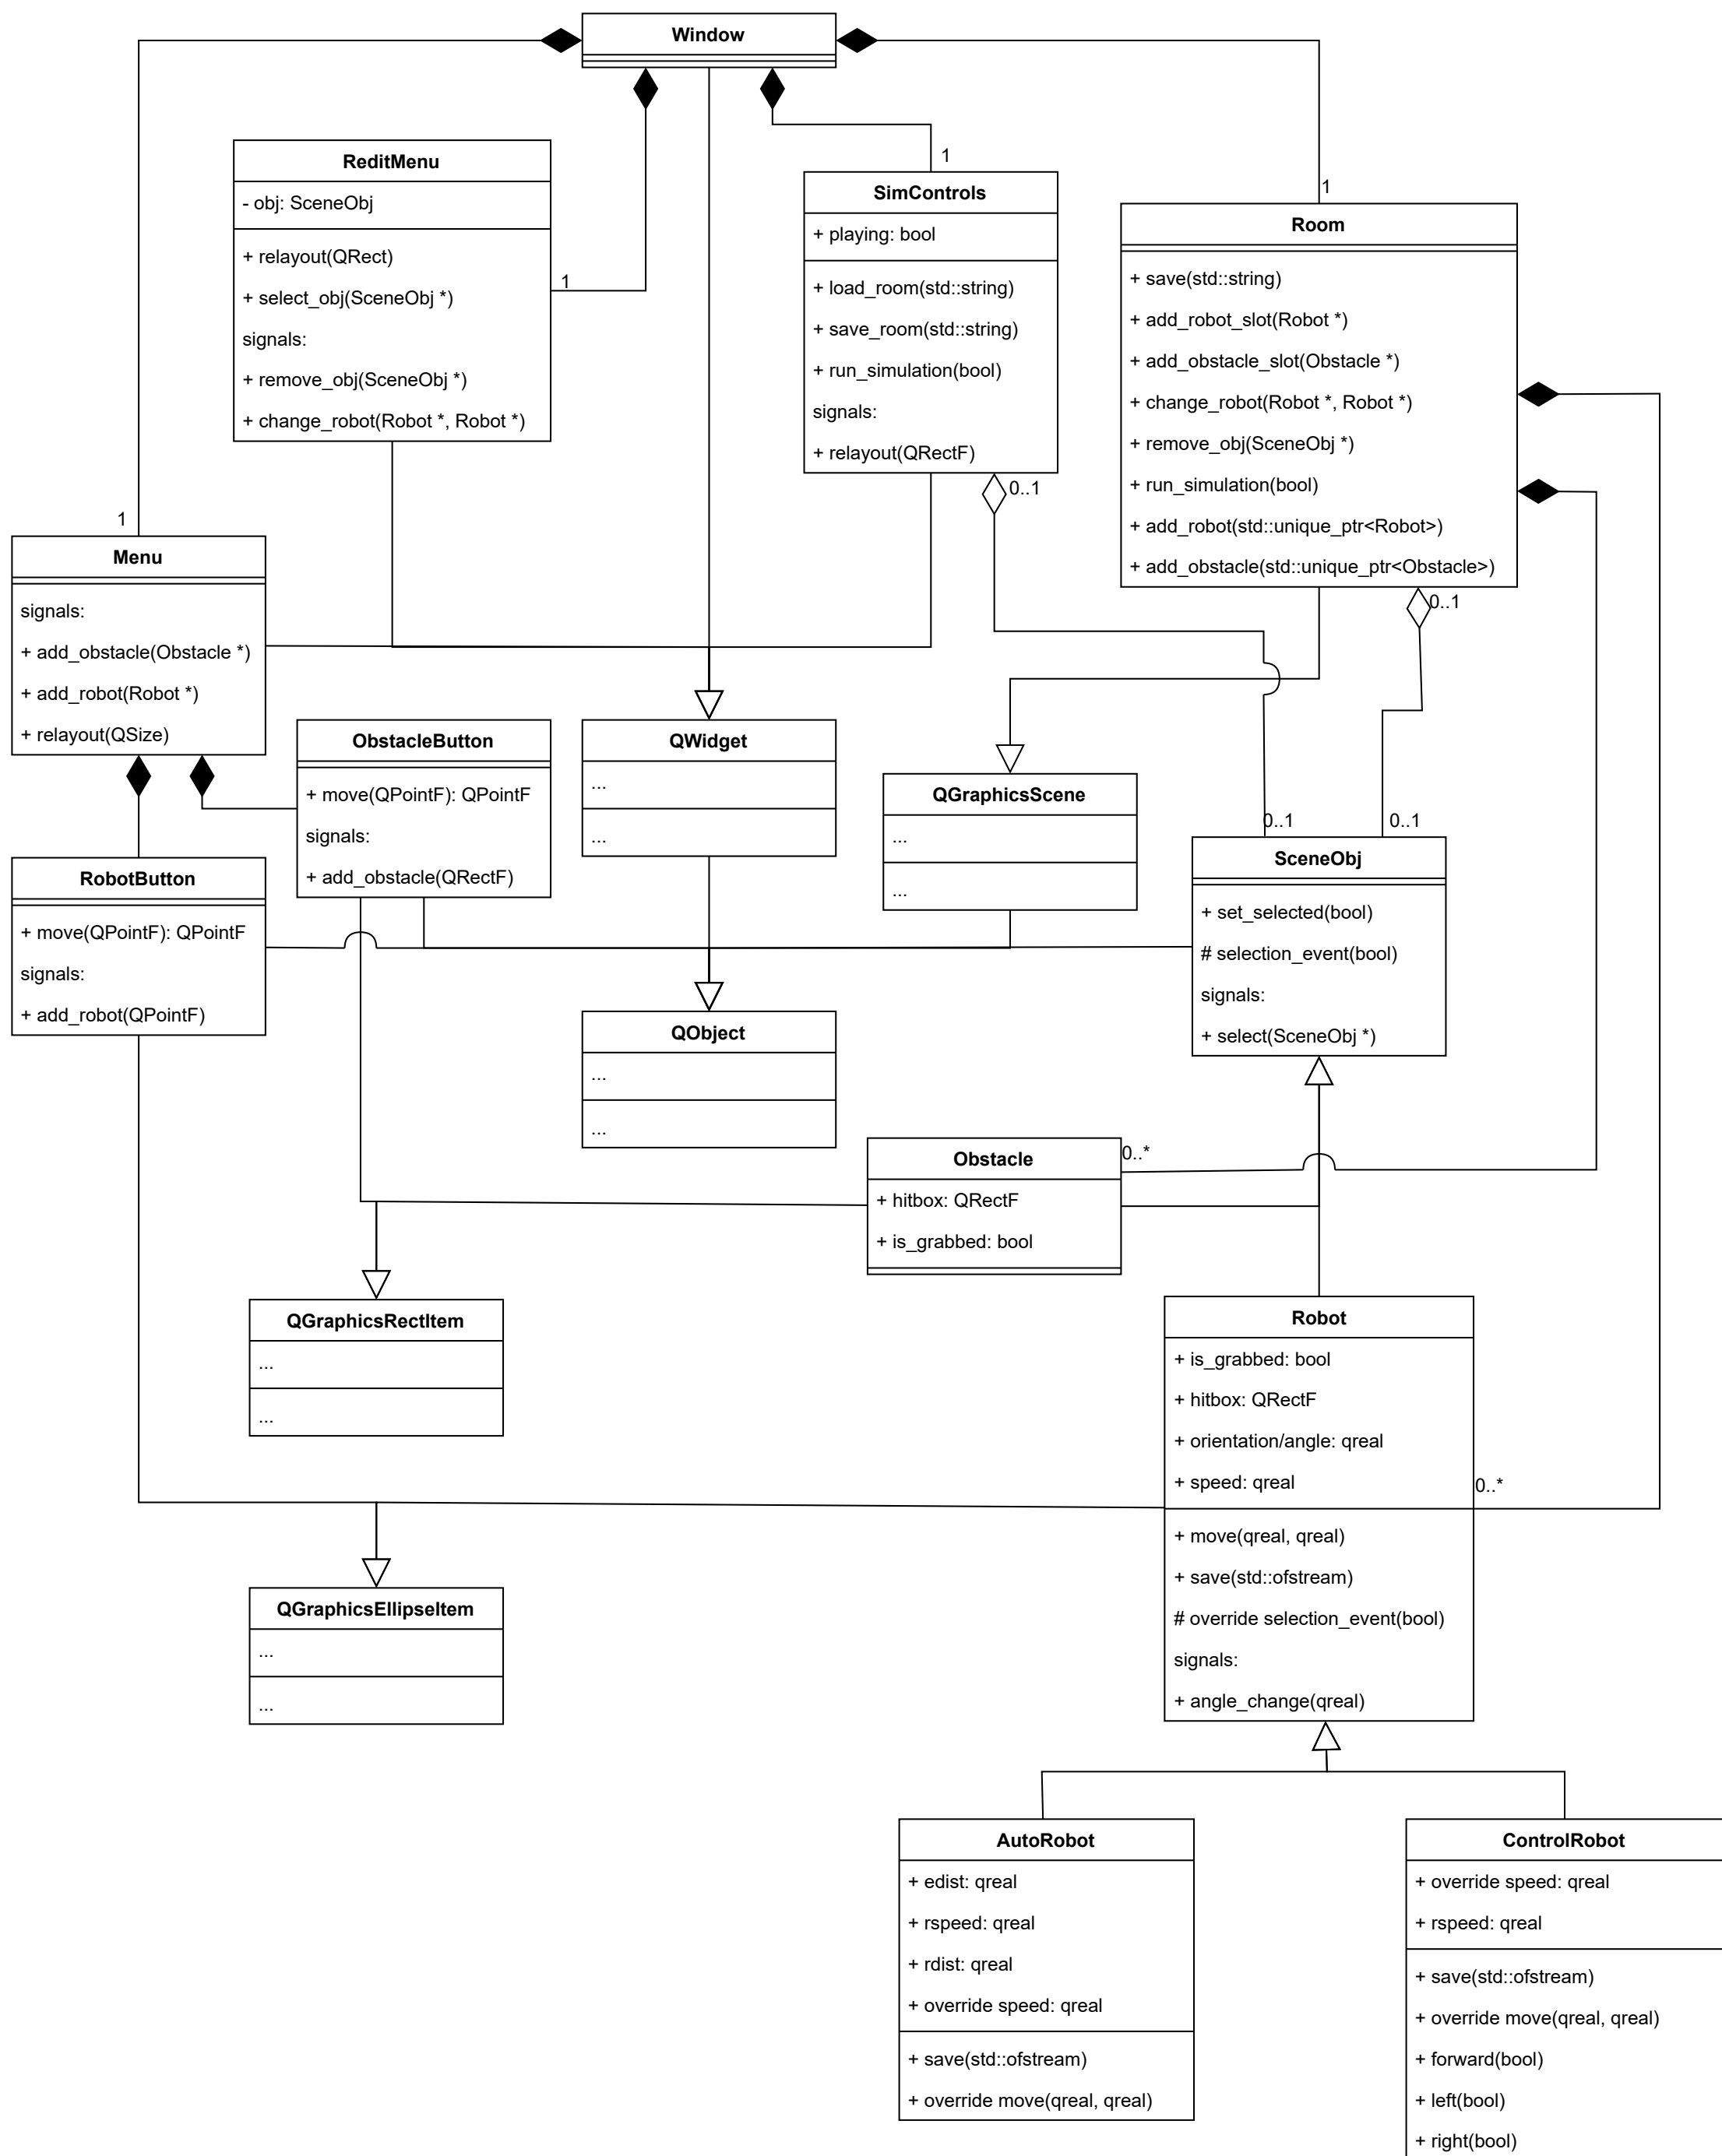 Window
ReditMenu
- obj: SceneObj
+ relayout(QRect)
+ select_obj(SceneObj *)
signals:
+ remove_obj(SceneObj *)
+ change_robot(Robot *, Robot *)
1
1
SimControls
+ playing: bool
+ load_room(std::string)
+ save_room(std::string)
+ run_simulation(bool)
signals:
+ relayout(QRectF)
0..1
1
Room
+ save(std::string)
+ add_robot_slot(Robot *)
+ add_obstacle_slot(Obstacle *)
+ change_robot(Robot *, Robot *)
+ remove_obj(SceneObj *)
+ run_simulation(bool)
+ add_robot(std::unique_ptr<Robot>)
+ add_obstacle(std::unique_ptr<Obstacle>)
0..1
1
Menu
signals:
+ add_obstacle(Obstacle *)
+ add_robot(Robot *)
+ relayout(QSize)
ObstacleButton
+ move(QPointF): QPointF
signals:
+ add_obstacle(QRectF)
QWidget
...
...
QGraphicsScene
...
...
0..1
0..1
SceneObj
+ set_selected(bool)
# selection_event(bool)
signals:
+ select(SceneObj *)
RobotButton
+ move(QPointF): QPointF
signals:
+ add_robot(QPointF)
QObject
...
...
Obstacle
+ hitbox: QRectF
+ is_grabbed: bool
0..*
QGraphicsRectItem
...
...
Robot
+ is_grabbed: bool
+ hitbox: QRectF
+ orientation/angle: qreal
+ speed: qreal
+ move(qreal, qreal)
+ save(std::ofstream)
# override selection_event(bool)
signals:
+ angle_change(qreal)
0..*
QGraphicsEllipseItem
...
...
AutoRobot
+ edist: qreal
+ rspeed: qreal
+ rdist: qreal
+ override speed: qreal
+ save(std::ofstream)
+ override move(qreal, qreal)
ControlRobot
+ override speed: qreal
+ rspeed: qreal
+ save(std::ofstream)
+ override move(qreal, qreal)
+ forward(bool)
+ left(bool)
+ right(bool)